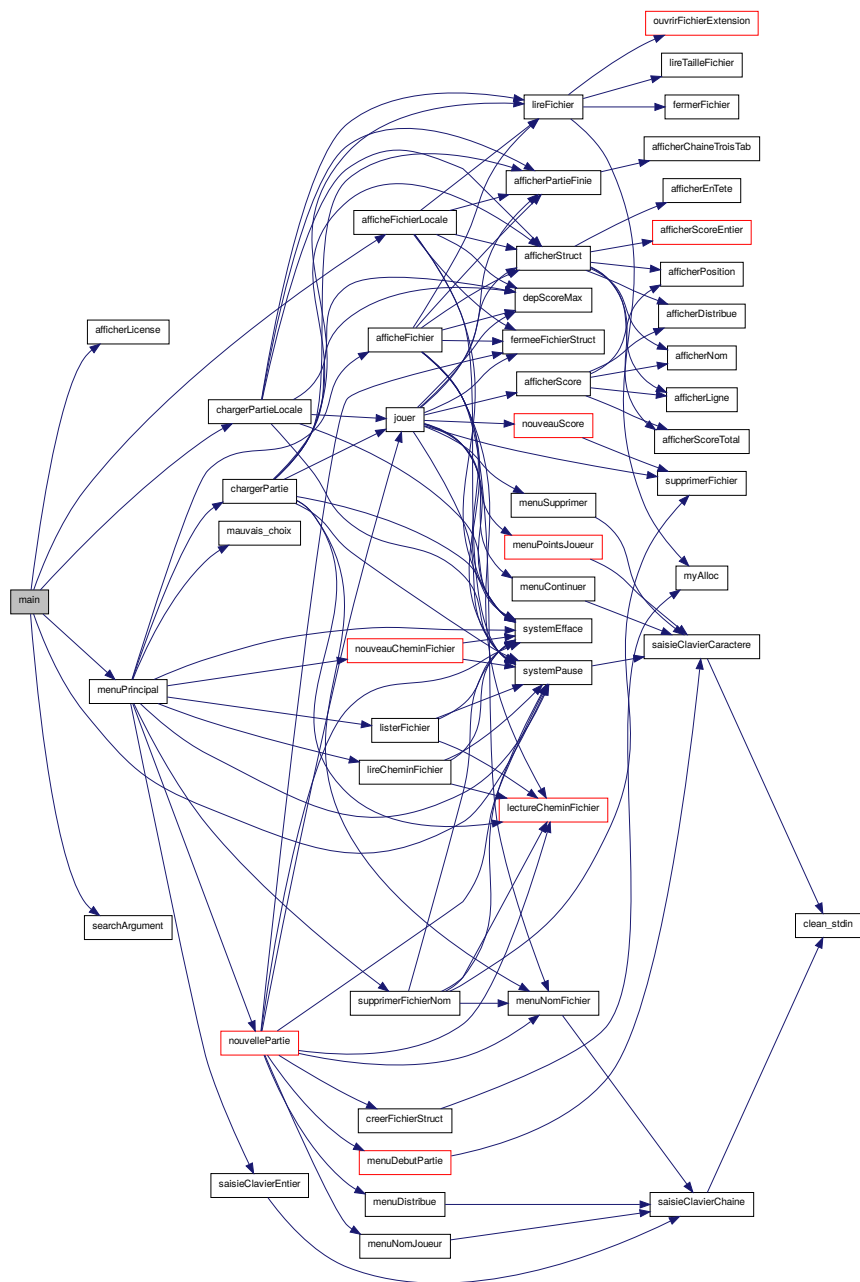 ouvrirFichierExtension
lireTailleFichier
lireFichier
fermerFichier
afficherChaineTroisTab
afficherPartieFinie
afficherEnTete
afficheFichierLocale
afficherScoreEntier
afficherStruct
afficherPosition
depScoreMax
afficherDistribue
afficherLicense
afficheFichier
fermeeFichierStruct
afficherNom
afficherScore
afficherLigne
chargerPartieLocale
jouer
nouveauScore
afficherScoreTotal
supprimerFichier
chargerPartie
menuSupprimer
mauvais_choix
menuPointsJoueur
myAlloc
menuContinuer
main
systemEfface
nouveauCheminFichier
saisieClavierCaractere
systemPause
menuPrincipal
listerFichier
lireCheminFichier
lectureCheminFichier
searchArgument
clean_stdin
supprimerFichierNom
menuNomFichier
nouvellePartie
creerFichierStruct
menuDebutPartie
saisieClavierEntier
menuDistribue
saisieClavierChaine
menuNomJoueur